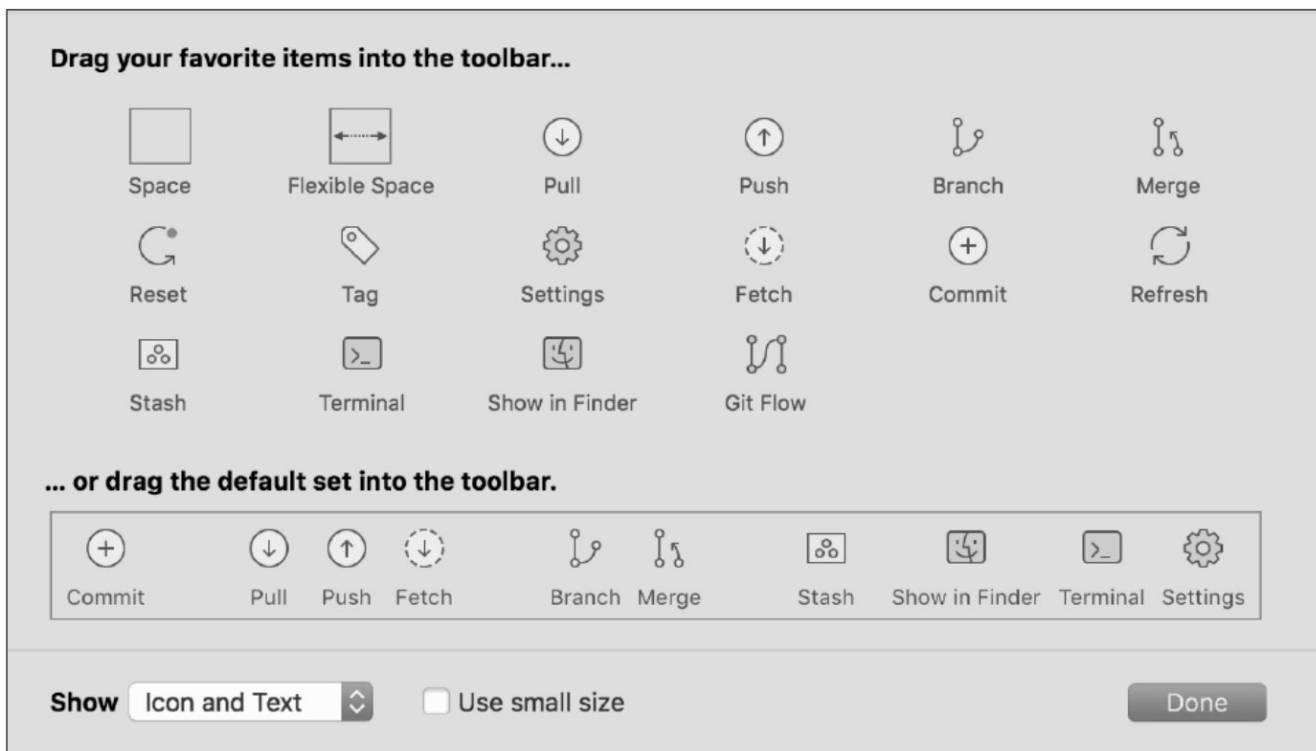 Drag your favorite items into the toolbar...
Space Flexible Space Pull Push Branch Merge
Reset Tag Settings Fetch Commit Refresh
Stash Terminal Show in Finder Git Flow
... or drag the default set into the toolbar.
Commit Pull Push Fetch Branch Merge Stash Show in Finder Terminal Settings
Show Icon and Text Use small size Done